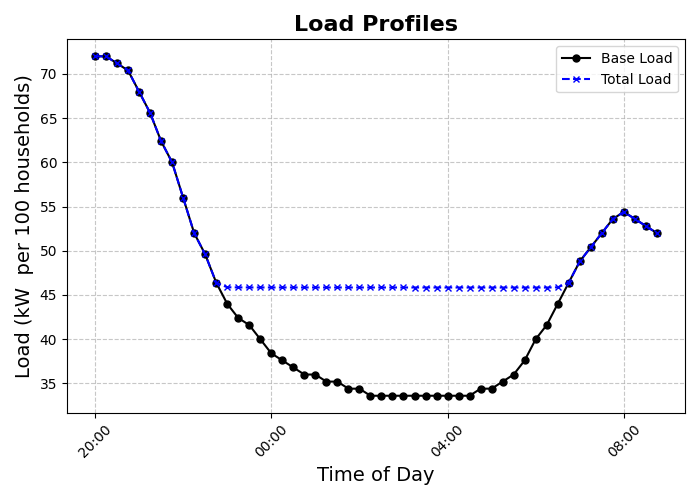 Load Profiles
Base Load
Total Load
Load (kW  per 100 households)
70
65
60
55
50
45
40
35
20:00
00:00
04:00
08:00
Time of Day